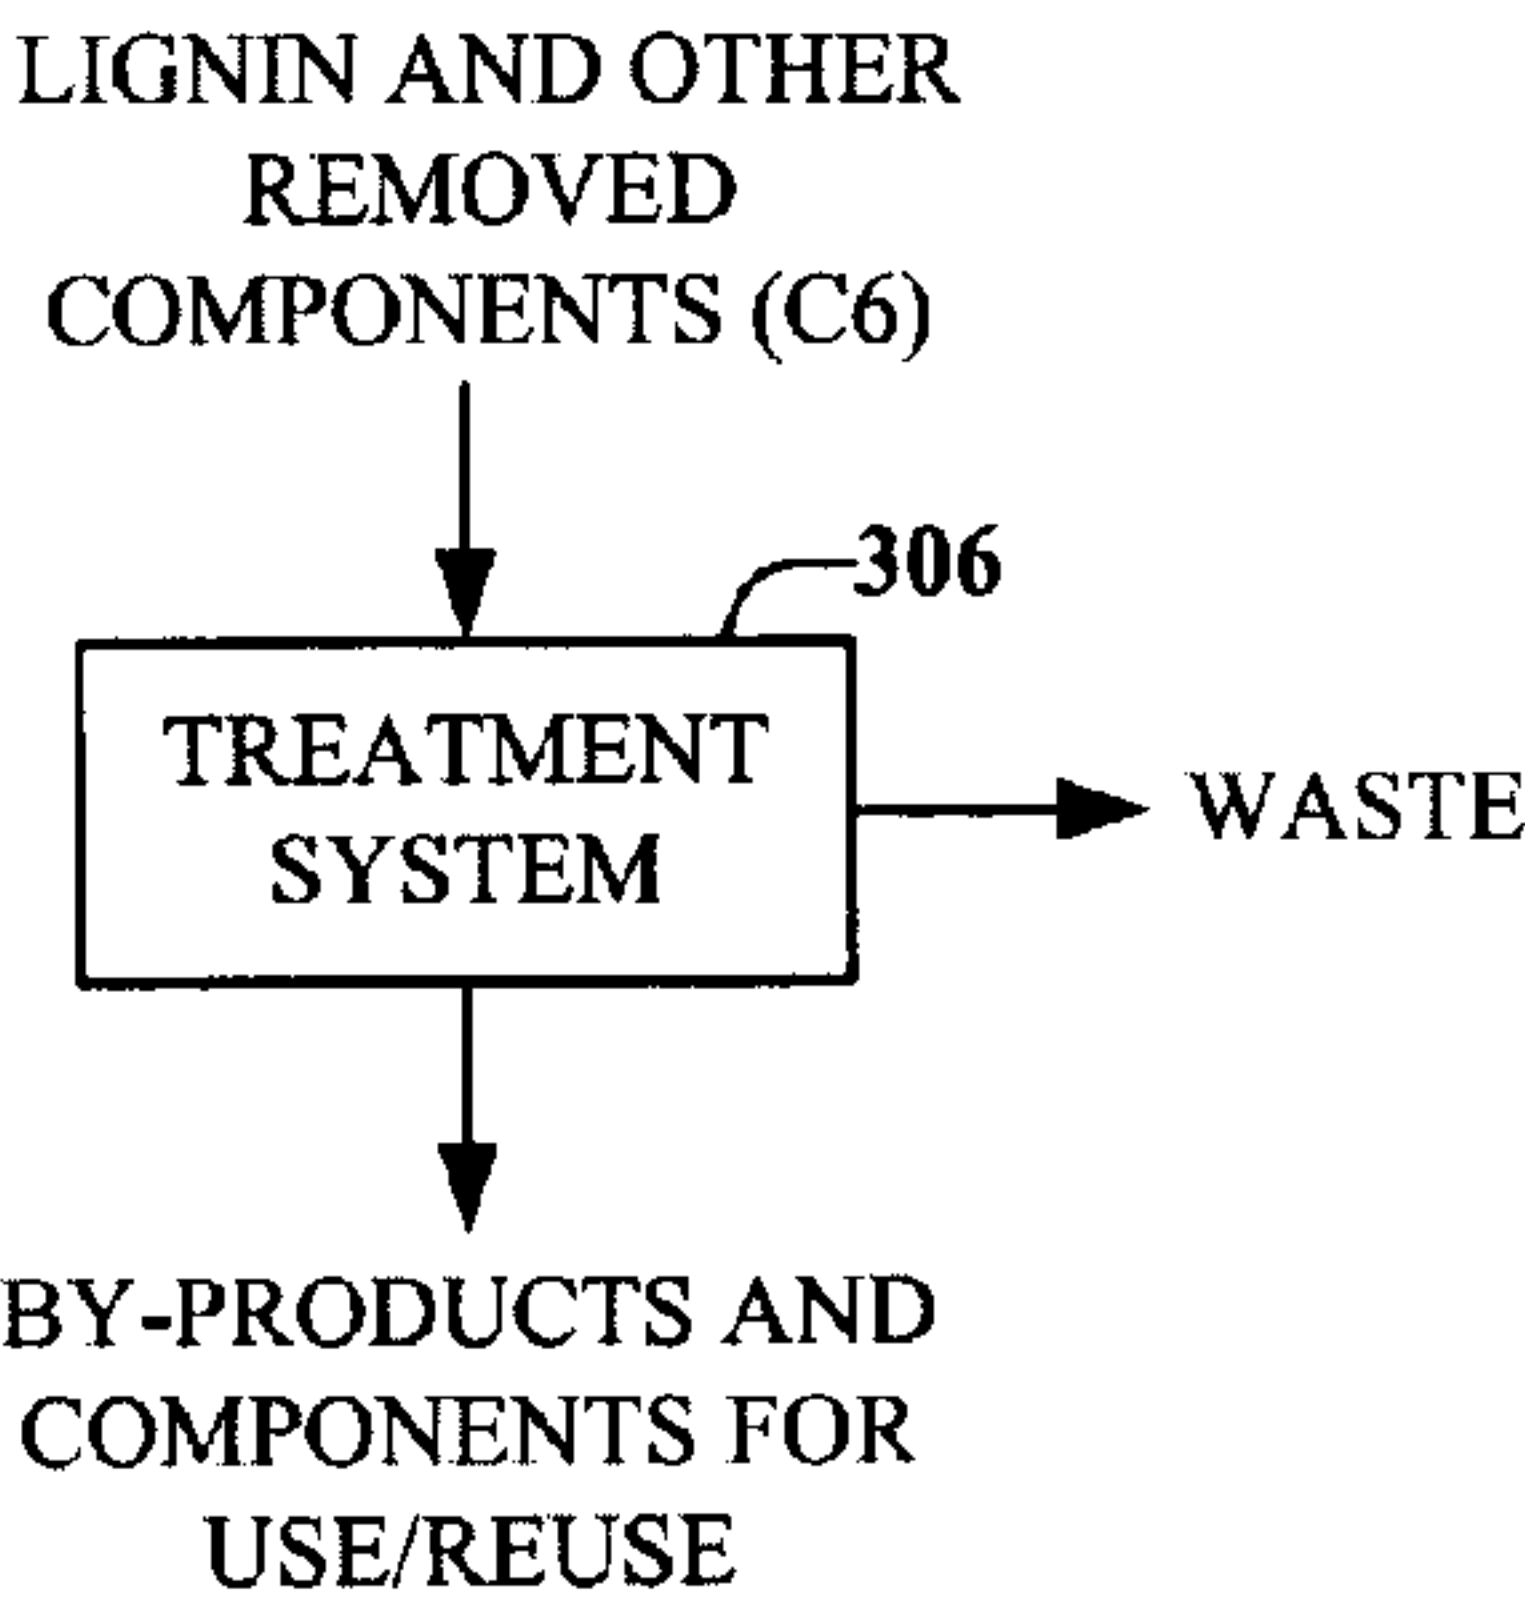 LIGNIN AND OTHER
REMOVED
COMPONENTS (C6)
306
TREATMENT
SYSTEM
WASTE
BY-PRODUCTS AND
COMPONENTS FOR
USE/REUSE